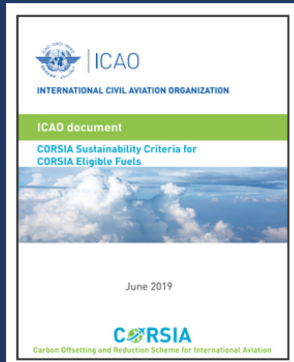 ICAO
INTERNATIONAL CIVIL AVIATION ORGANIZATION
ICAO document
CORSIA Sustainability Criteria for
CORSIA Eligible Fuels
June 2019
CORSIA
Carbon Offsetting and Reduction Scheme for International Aviation